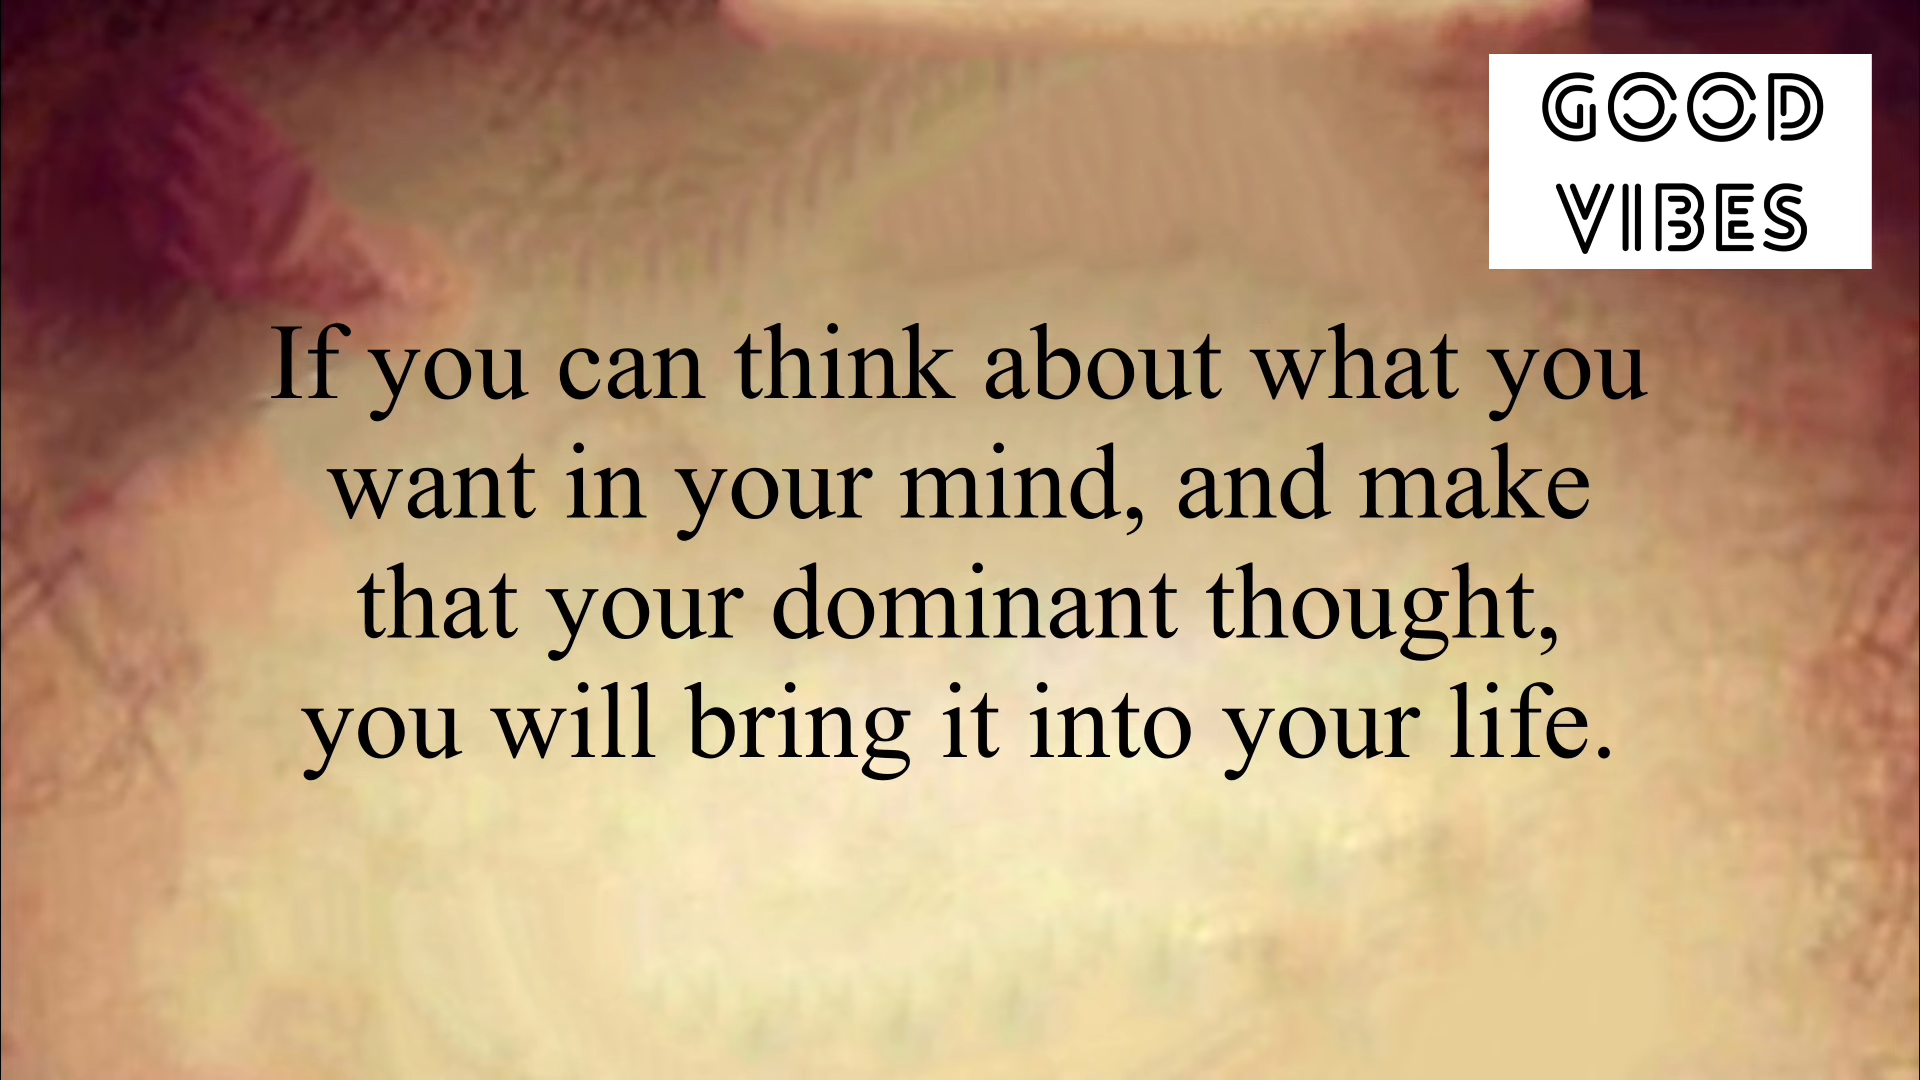 GOOD
VIBES
If you can think about what you
want in your mind, and make
that your dominant thought,
you will bring it into your life.